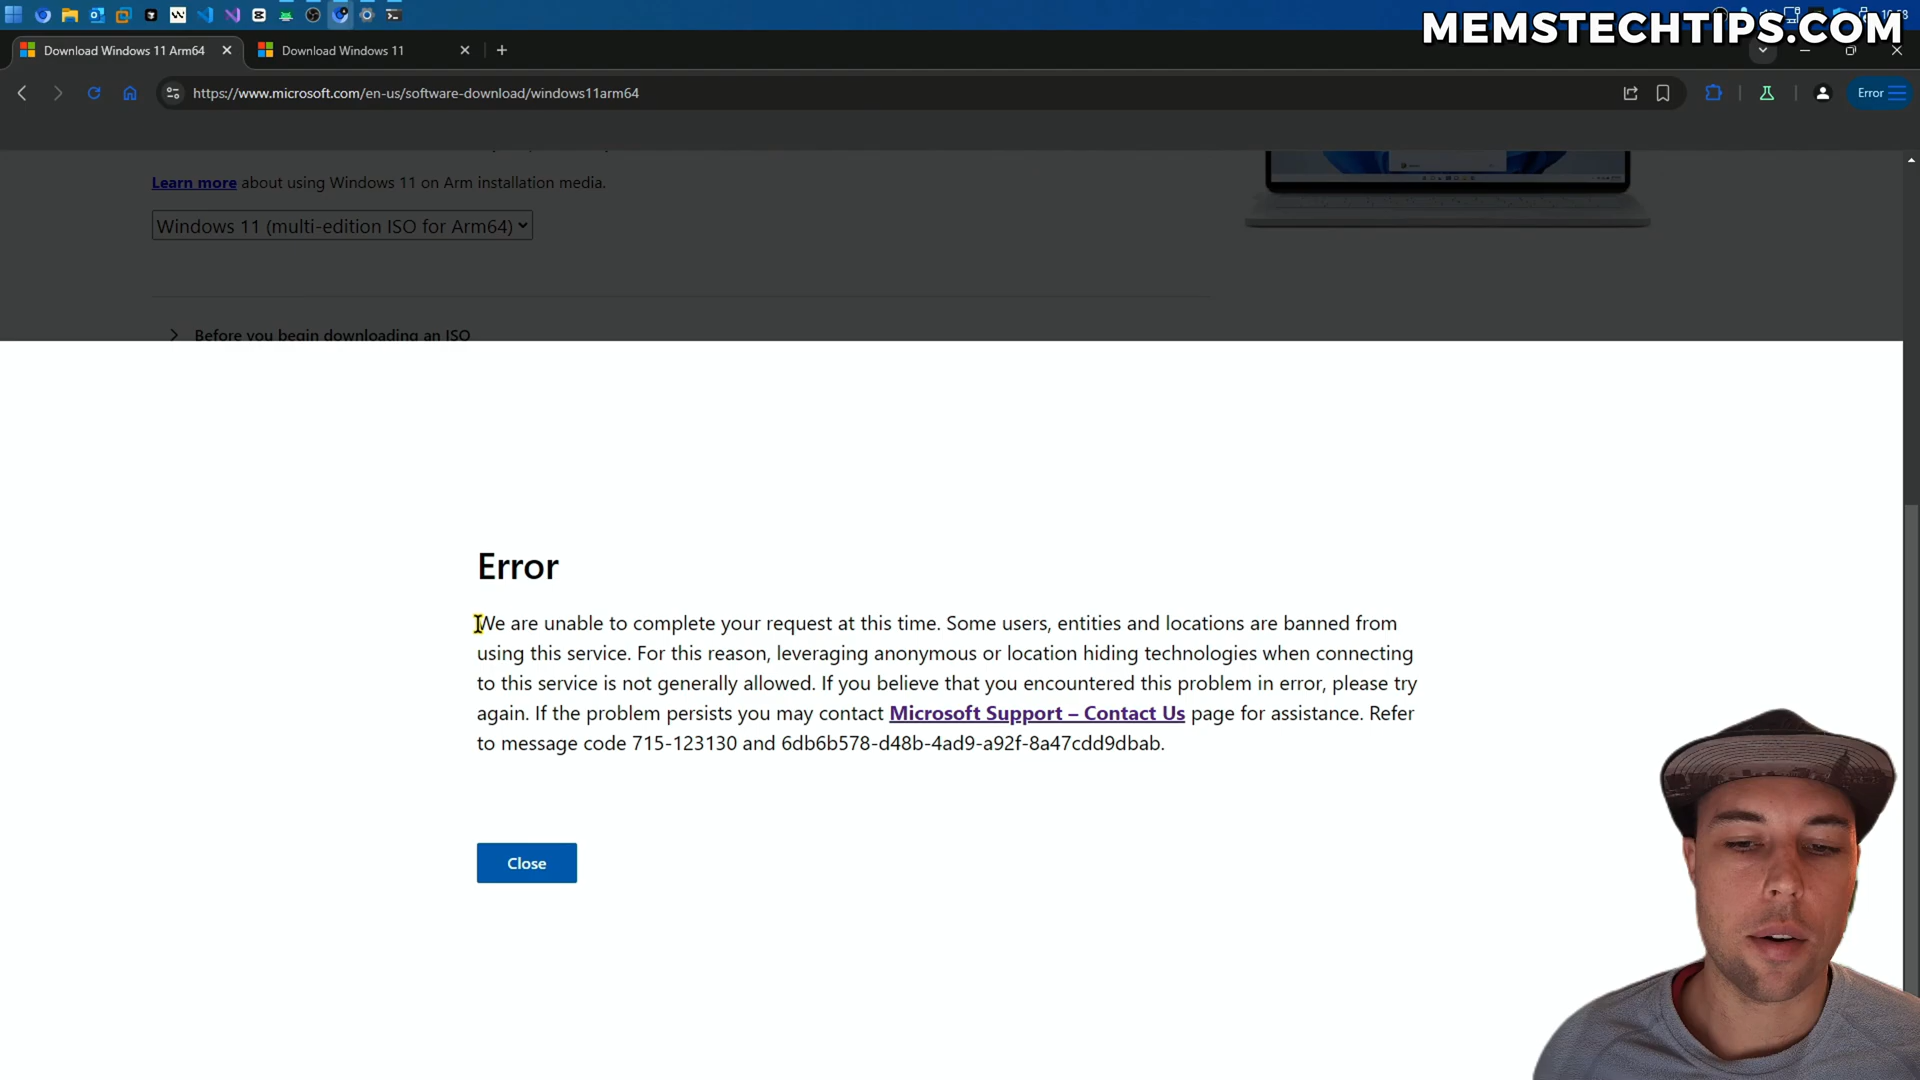 MEMSTECHTIPS.COM
Download Windows 11 Arm64
Download Windows 11
https://www.microsoft.com/en-us/software-download/windows11arm64
Error
Learn more about using Windows 11 on Arm installation media.
Windows 11 (multi-edition ISO for Arm64)
Before you begin downloading an ISO
Error
We are unable to complete your request at this time. Some users, entities and locations are banned from
using this service. For this reason, leveraging anonymous or location hiding technologies when connecting
to this service is not generally allowed. If you believe that you encountered this problem in error, please try
again. If the problem persists you may contact Microsoft Support – Contact Us page for assistance. Refer
to message code 715-123130 and 6db6b578-d48b-4ad9-a92f-8a47cdd9dbab.
Close